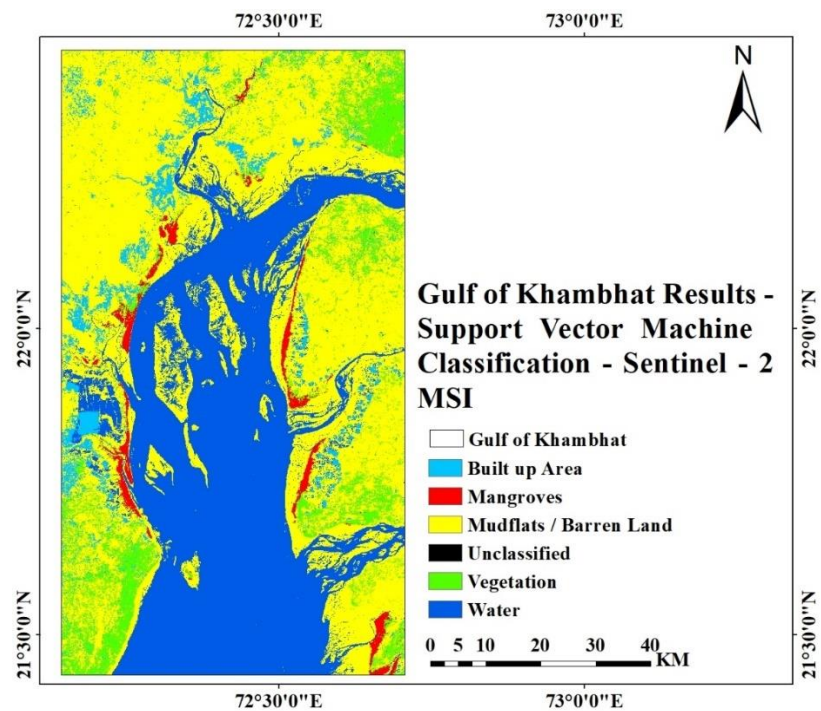 72°30'0"E 73°0'0"E
N
22°0'0"N 22°0'0"N
Gulf of Khambhat Results -
Support Vector Machine
Classification - Sentinel - 2
MSI
Gulf of Khambhat
Built up Area
Mangroves
Mudflats / Barren Land
Unclassified
Vegetation
Water
21°30'0"N 21°30'0"N
0 5 10 20 30 40
KM
72°30'0"E 73°0'0"E